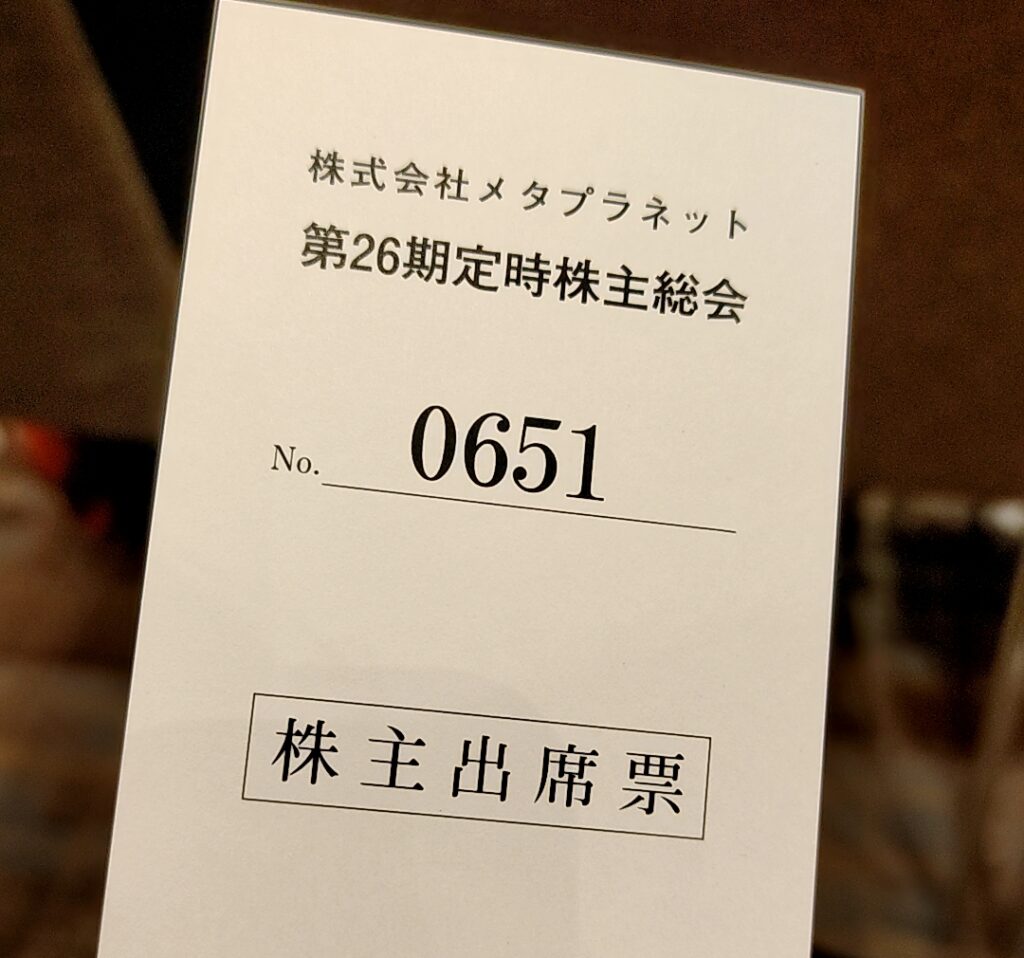 株式会社メタプラネット
第26期定時株主総会
No. 0651
株主出席票